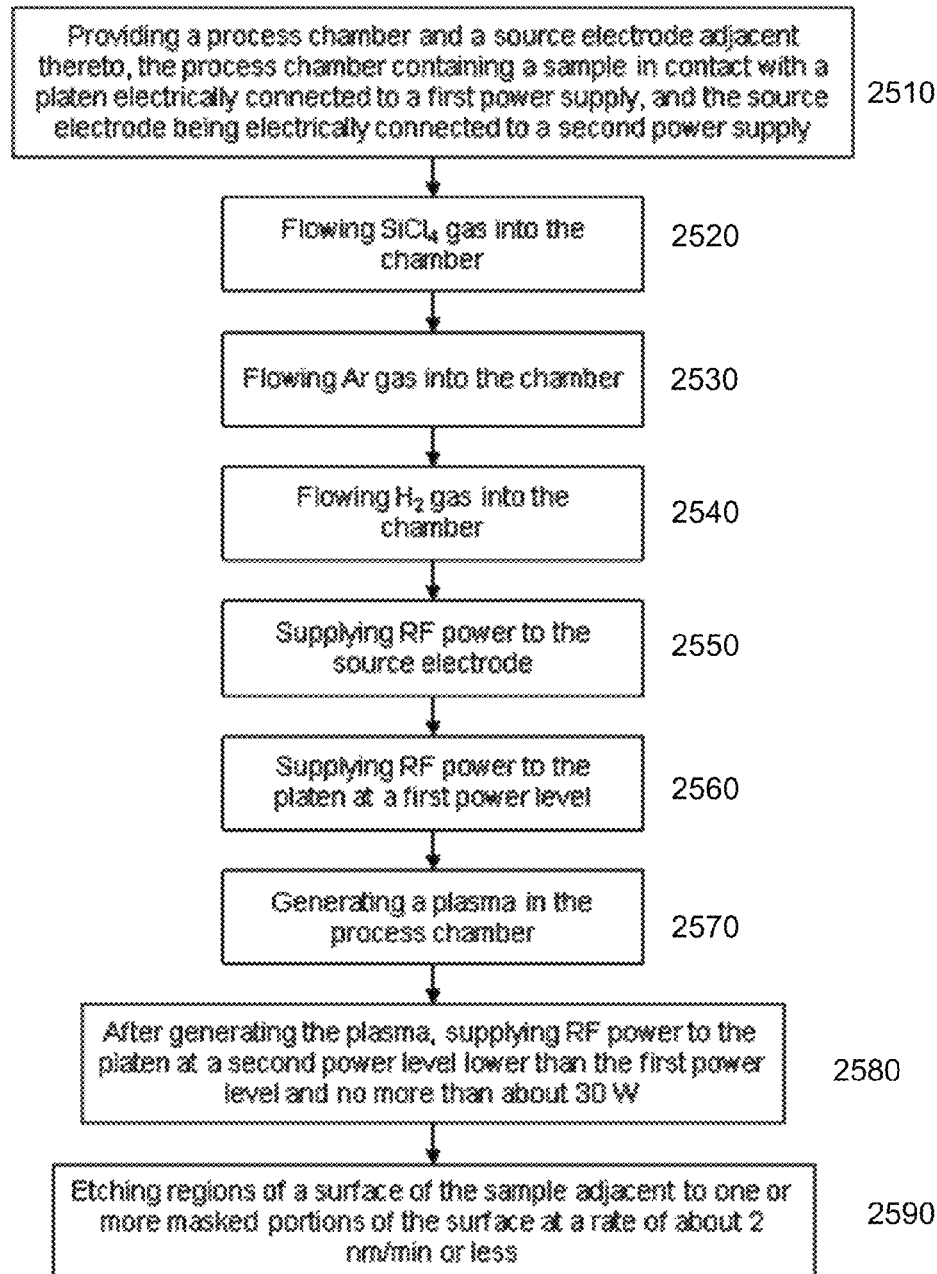 Providing a process chamber and a source electrode adjacent
thereto, the process chamber containing a sample in contact with a
platen electrically connected to a first power supply, and the source
electrode being electrically connected to a second power supply
2510
Flowing SiCl₄ gas into the
chamber
2520
Flowing Ar gas into the chamber
2530
Flowing H₂ gas into the
chamber
2540
Supplying RF power to the
source electrode
2550
Supplying RF power to the
platen at a first power level
2560
Generating a plasma in the
process chamber
2570
After generating the plasma, supplying RF power to the
platen at a second power level lower than the first power
level and no more than about 30 W
2580
Etching regions of a surface of the sample adjacent to one or
more masked portions of the surface at a rate of about 2
nm/min or less
2590